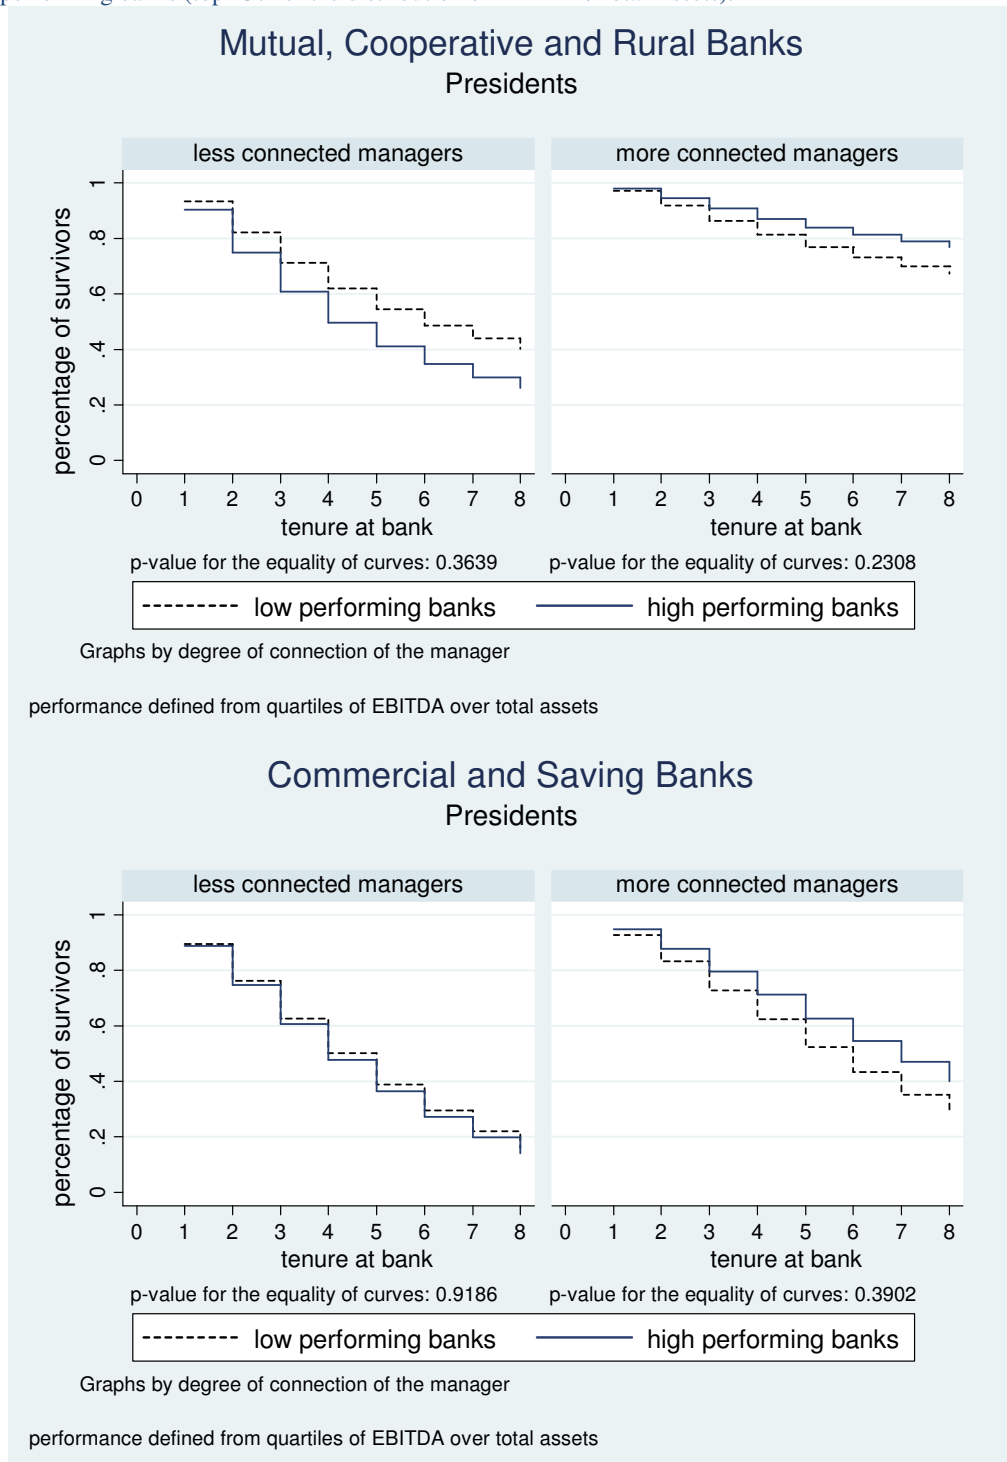 Mutual, Cooperative and Rural Banks
Presidents
less connected managers
more connected managers
percentage of survivors
1
.8
.6
.4
.2
0
0 1 2 3 4 5 6 7 8
0 1 2 3 4 5 6 7 8
tenure at bank
tenure at bank
p-value for the equality of curves: 0.3639
p-value for the equality of curves: 0.2308
low performing banks
high performing banks
Graphs by degree of connection of the manager
performance defined from quartiles of EBITDA over total assets
Commercial and Saving Banks
Presidents
less connected managers
more connected managers
percentage of survivors
1
.8
.6
.4
.2
0
0 1 2 3 4 5 6 7 8
0 1 2 3 4 5 6 7 8
tenure at bank
tenure at bank
p-value for the equality of curves: 0.9186
p-value for the equality of curves: 0.3902
low performing banks
high performing banks
Graphs by degree of connection of the manager
performance defined from quartiles of EBITDA over total assets